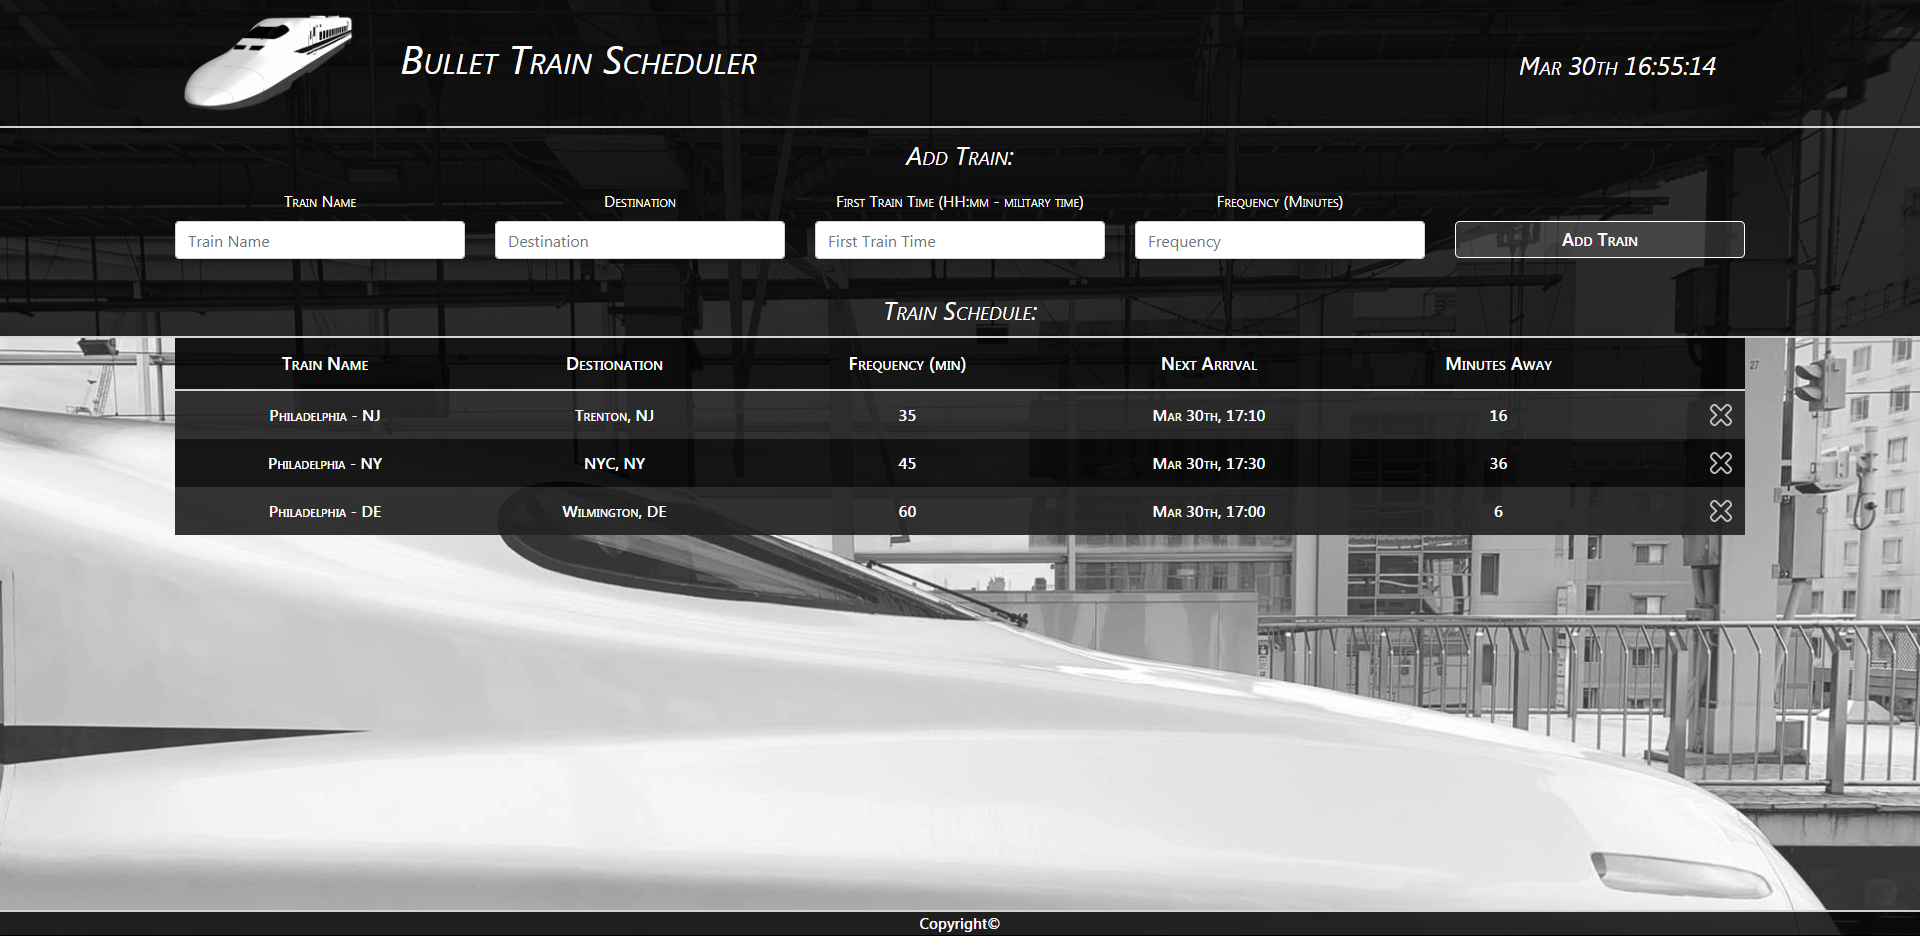 Bullet Train Scheduler
Mar 30th 16:55:14
Add Train:
Train Name
Destination
First Train Time (HH:mm - military time)
Frequency (Minutes)
Train Name
Destination
First Train Time
Frequency
Add Train
Train Schedule:
Train Name Destionation Frequency (min) Next Arrival Minutes Away
Philadelphia - NJ Trenton, NJ 35 Mar 30th, 17:10 16
Philadelphia - NY NYC, NY 45 Mar 30th, 17:30 36
Philadelphia - DE Wilmington, DE 60 Mar 30th, 17:00 6
27
Copyright©